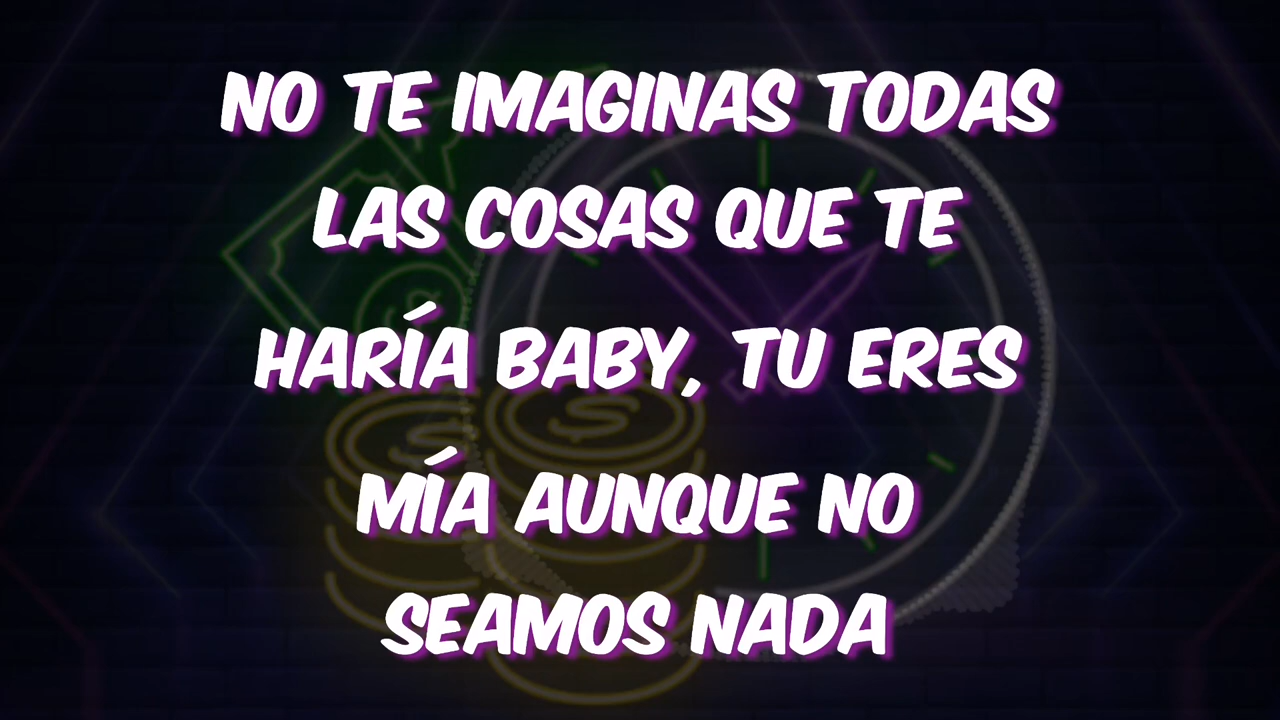 NO TE IMAGINAS TODAS
LAS COSAS QUE TE
HARÍA BABY, TU ERES
MÍA AUNQUE NO
SEAMOS NADA